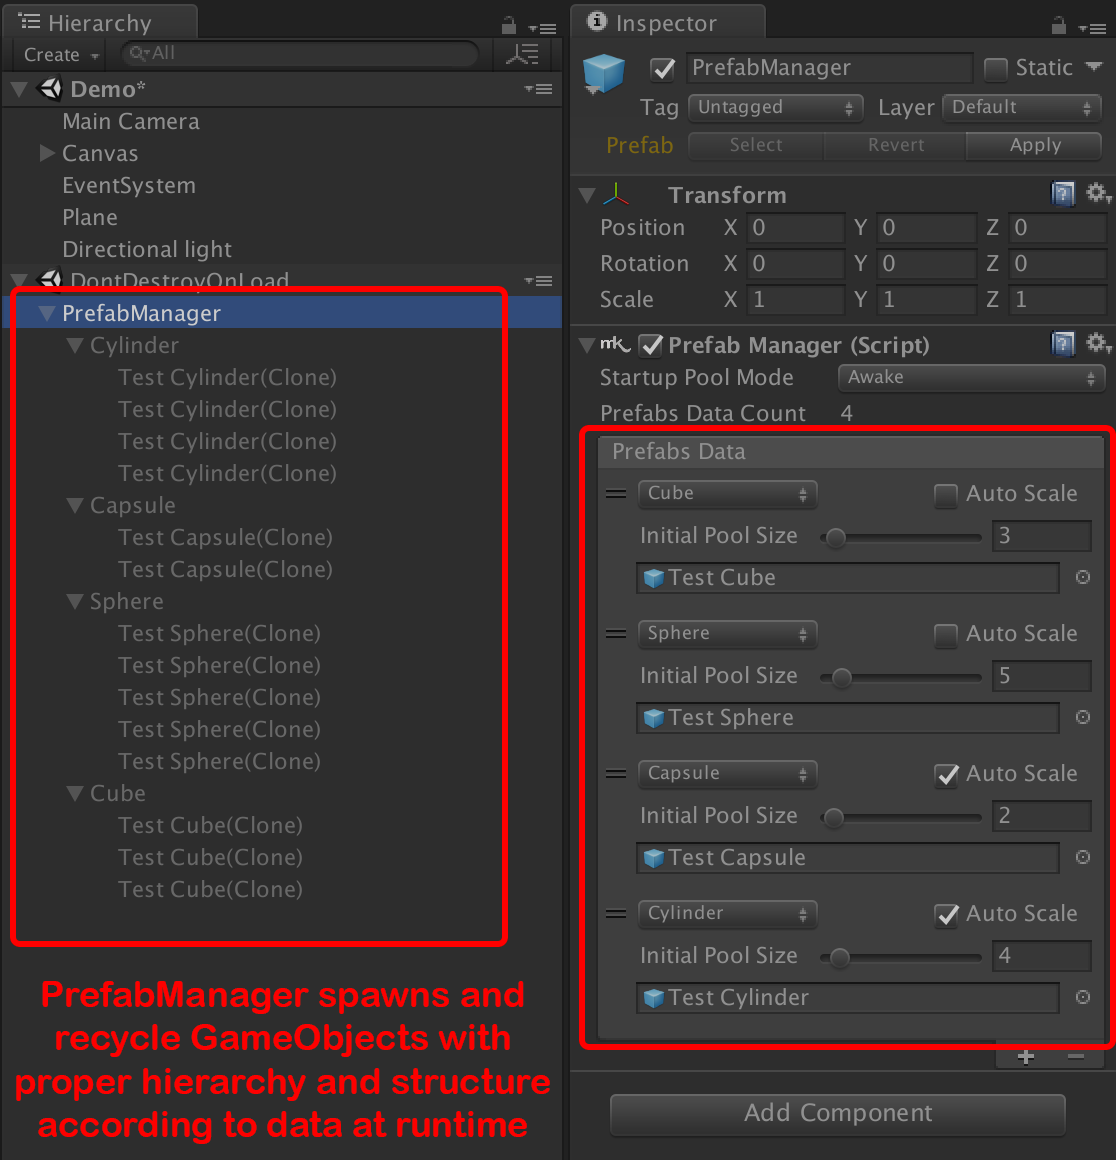 Hierarchy
Create
All
Demo*
Main Camera
Canvas
EventSystem
Plane
Directional light
DontDestroyOnLoad
PrefabManager
Cylinder
Test Cylinder(Clone)
Test Cylinder(Clone)
Test Cylinder(Clone)
Test Cylinder(Clone)
Capsule
Test Capsule(Clone)
Test Capsule(Clone)
Sphere
Test Sphere(Clone)
Test Sphere(Clone)
Test Sphere(Clone)
Test Sphere(Clone)
Test Sphere(Clone)
Cube
Test Cube(Clone)
Test Cube(Clone)
Test Cube(Clone)
PrefabManager spawns and
recycle GameObjects with
proper hierarchy and structure
according to data at runtime
Inspector
PrefabManager Static
Tag Untagged Layer Default
Prefab Select Revert Apply
Transform
Position X 0 Y 0 Z 0
Rotation X 0 Y 0 Z 0
Scale X 1 Y 1 Z 1
mk Prefab Manager (Script)
Startup Pool Mode Awake
Prefabs Data Count 4
Prefabs Data
Cube Auto Scale
Initial Pool Size 3
Test Cube
Sphere Auto Scale
Initial Pool Size 5
Test Sphere
Capsule Auto Scale
Initial Pool Size 2
Test Capsule
Cylinder Auto Scale
Initial Pool Size 4
Test Cylinder
+ −
Add Component